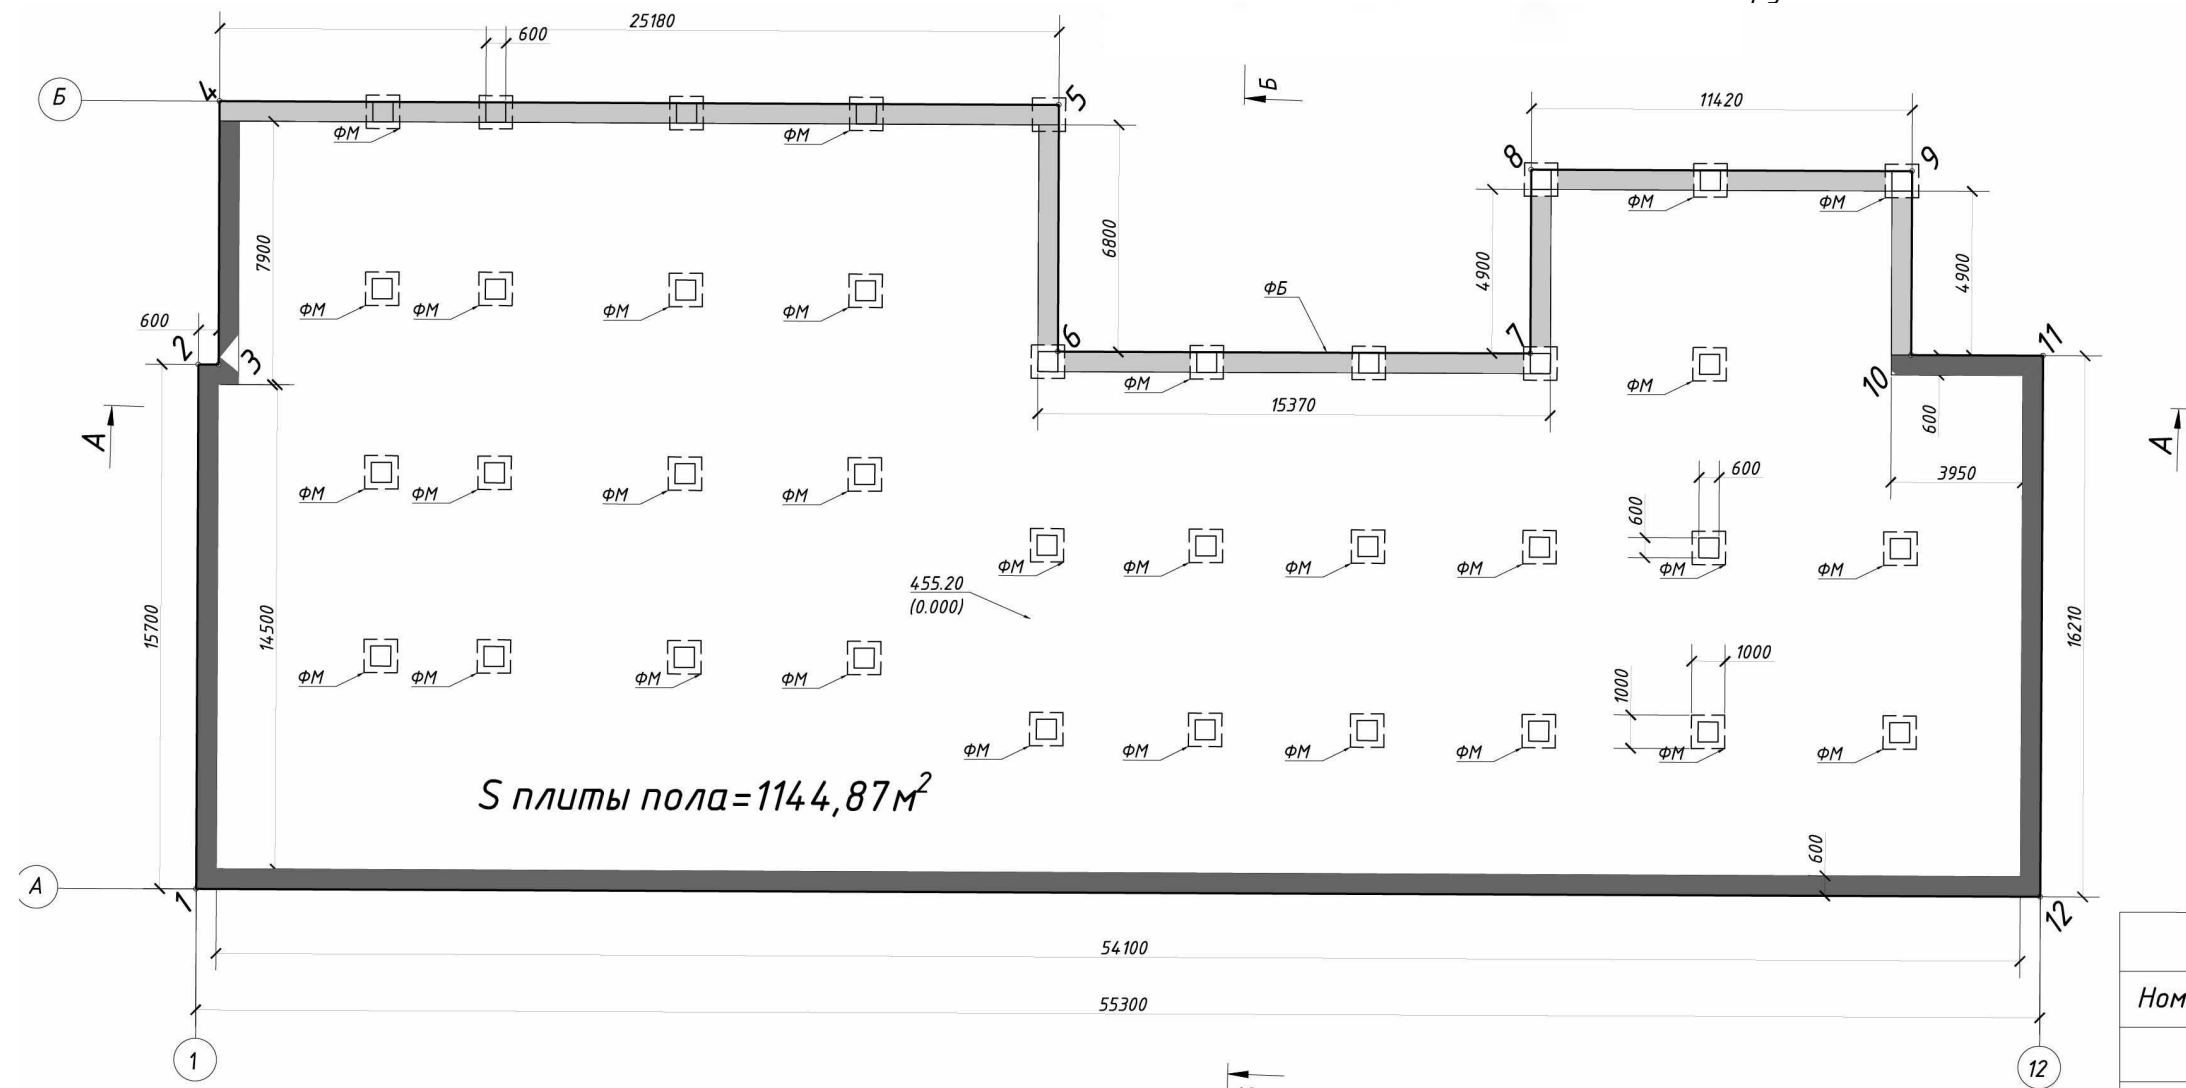 25180
600
Б
4
5
Б
11420
ФМ
ФМ
8
9
ФМ
ФМ
7900
6800
4900
4900
ФБ
ФМ
ФМ
ФМ
ФМ
600
2
3
6
7
11
10
ФМ
ФМ
15370
600
А
А
3950
600
600
ФМ
ФМ
ФМ
ФМ
ФМ
ФМ
ФМ
ФМ
ФМ
ФМ
455.20
(0.000)
15700
14500
16210
1000
1000
ФМ
ФМ
ФМ
ФМ
ФМ
ФМ
ФМ
ФМ
ФМ
ФМ
S плиты пола=1144,87м²
600
А
1
12
54100
55300
Ном
1
12